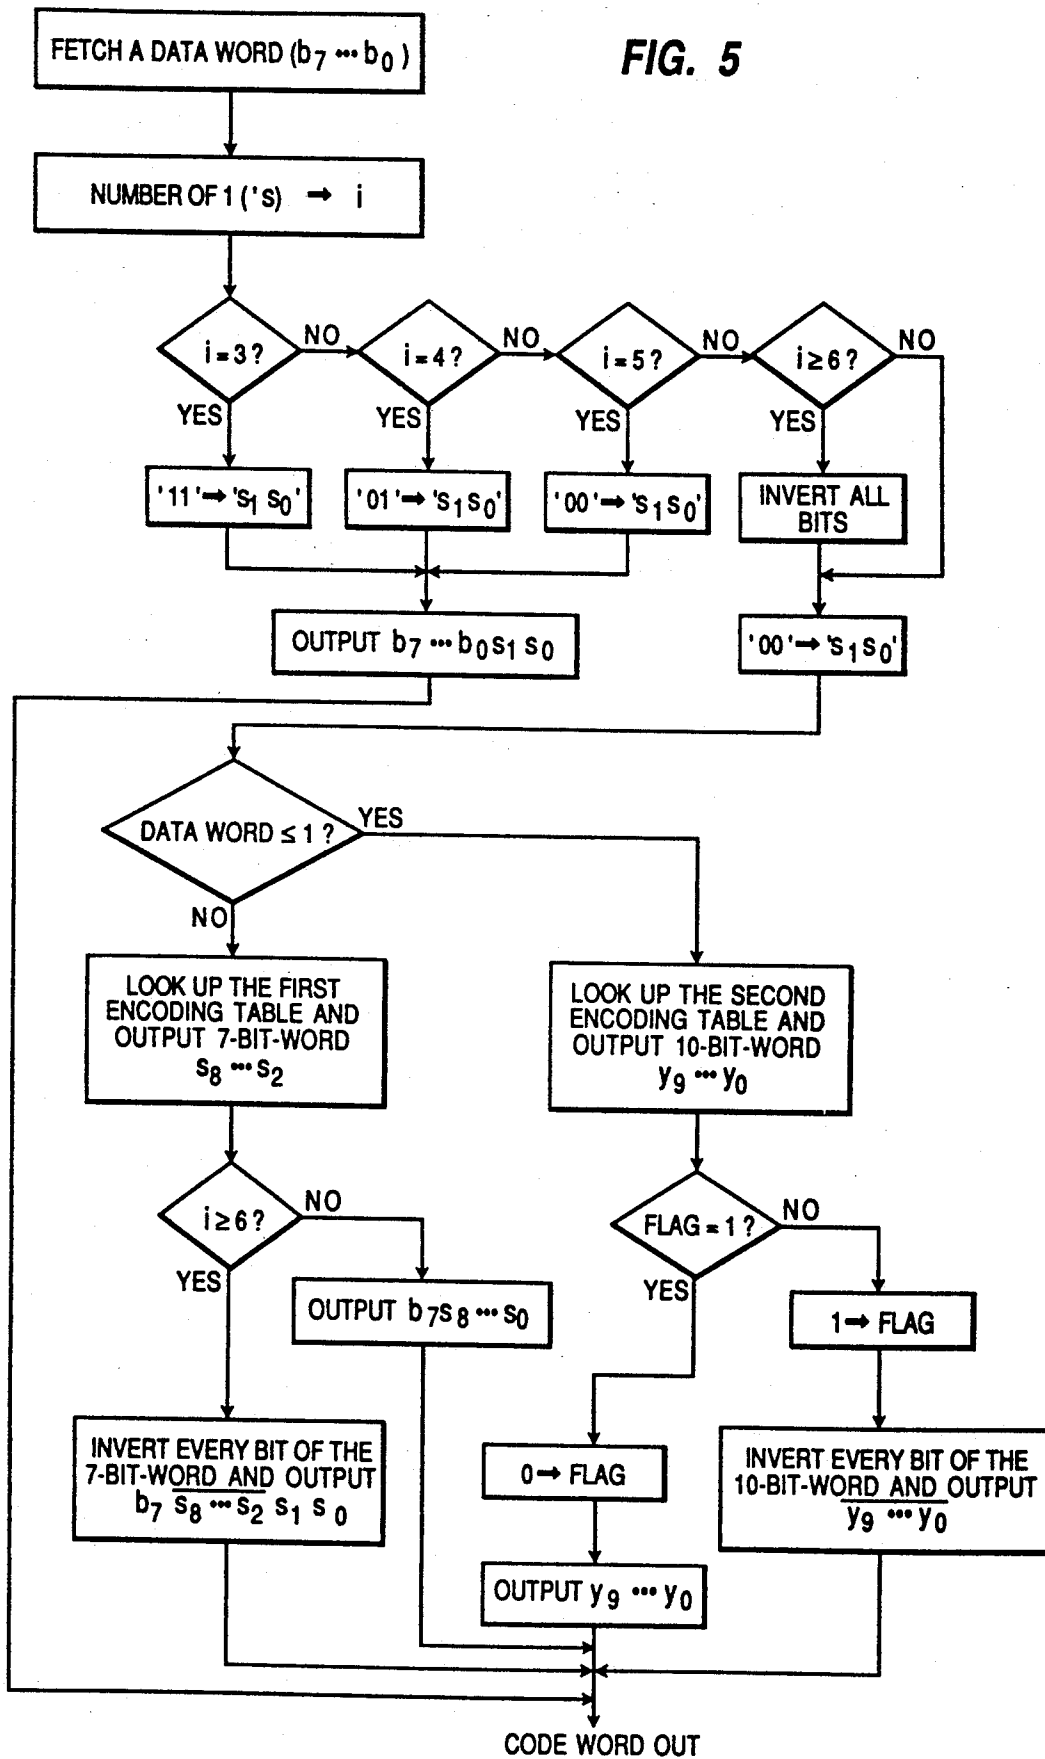 FIG. 5
FETCH A DATA WORD (b7 ••• b0)
NUMBER OF 1 ('s) → i
i = 3 ?
NO
i = 4 ?
NO
i = 5 ?
NO
i ≥ 6 ?
NO
YES
YES
YES
YES
'11' → 's1 s0'
'01' → 's1 s0'
'00' → 's1 s0'
INVERT ALL
BITS
OUTPUT b7 ••• b0 s1 s0
'00' → 's1 s0'
DATA WORD ≤ 1 ?
YES
NO
LOOK UP THE FIRST
ENCODING TABLE AND
OUTPUT 7-BIT-WORD
s8 ••• s2
LOOK UP THE SECOND
ENCODING TABLE AND
OUTPUT 10-BIT-WORD
y9 ••• y0
i ≥ 6 ?
NO
YES
FLAG = 1 ?
NO
YES
OUTPUT b7 s8 ••• s0
1 → FLAG
INVERT EVERY BIT OF THE
7-BIT-WORD AND OUTPUT
b7 s̅8̅ ̅•̅•̅•̅ ̅s̅2̅ s1 s0
0 → FLAG
INVERT EVERY BIT OF THE
10-BIT-WORD AND OUTPUT
y̅9̅ ̅•̅•̅•̅ ̅y̅0̅
OUTPUT y9 ••• y0
CODE WORD OUT